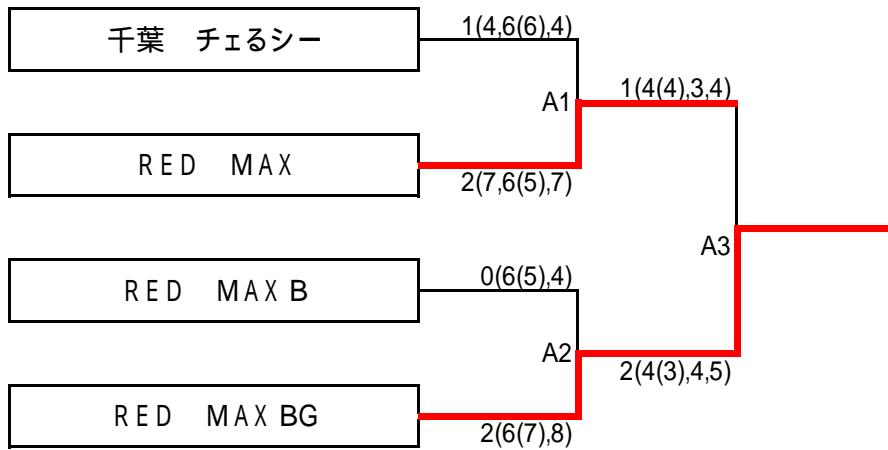 千葉　チェるシー
1(4,6(6),4)
A1
1(4(4),3,4)
RED　MAX
2(7,6(5),7)
A3
RED　MAX B
0(6(5),4)
A2
2(4(3),4,5)
RED　MAX BG
2(6(7),8)